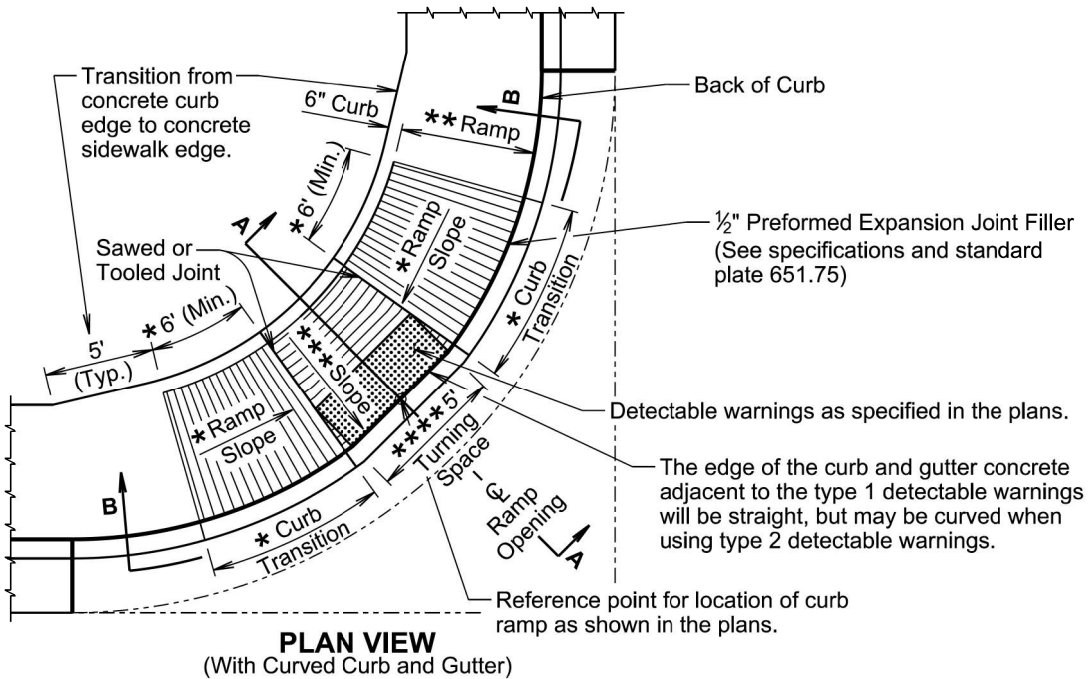 Transition from
concrete curb
edge to concrete
sidewalk edge.
6" Curb
B
Back of Curb
** Ramp
*6' (Min.)
A
*Ramp
Slope
½" Preformed Expansion Joint Filler
(See specifications and standard
plate 651.75)
Sawed or
Tooled Joint
* Curb
Transition
*6' (Min.)
5'
(Typ.)
***Slope
*Ramp
Slope
****5'
Turning
Space
Detectable warnings as specified in the plans.
The edge of the curb and gutter concrete
adjacent to the type 1 detectable warnings
will be straight, but may be curved when
using type 2 detectable warnings.
B
* Curb
Transition
℄
Ramp
Opening
A
Reference point for location of curb
ramp as shown in the plans.
PLAN VIEW
(With Curved Curb and Gutter)